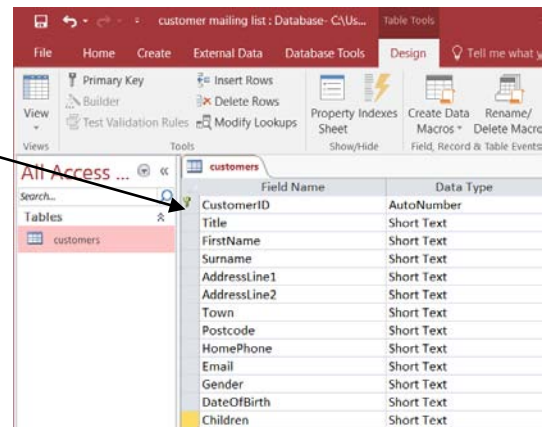 customer mailing list : Database- C:\Us...
Table Tools
File Home Create External Data Database Tools Design Tell me what y
View
Views
Primary Key
Builder
Test Validation Rules
Insert Rows
Delete Rows
Modify Lookups
Tools
Property Sheet
Indexes
Show/Hide
Create Data Macros
Rename/ Delete Macro
Field, Record & Table Events
All Access ...
Search...
Tables
customers
customers
Field Name Data Type
CustomerID AutoNumber
Title Short Text
FirstName Short Text
Surname Short Text
AddressLine1 Short Text
AddressLine2 Short Text
Town Short Text
Postcode Short Text
HomePhone Short Text
Email Short Text
Gender Short Text
DateOfBirth Short Text
Children Short Text